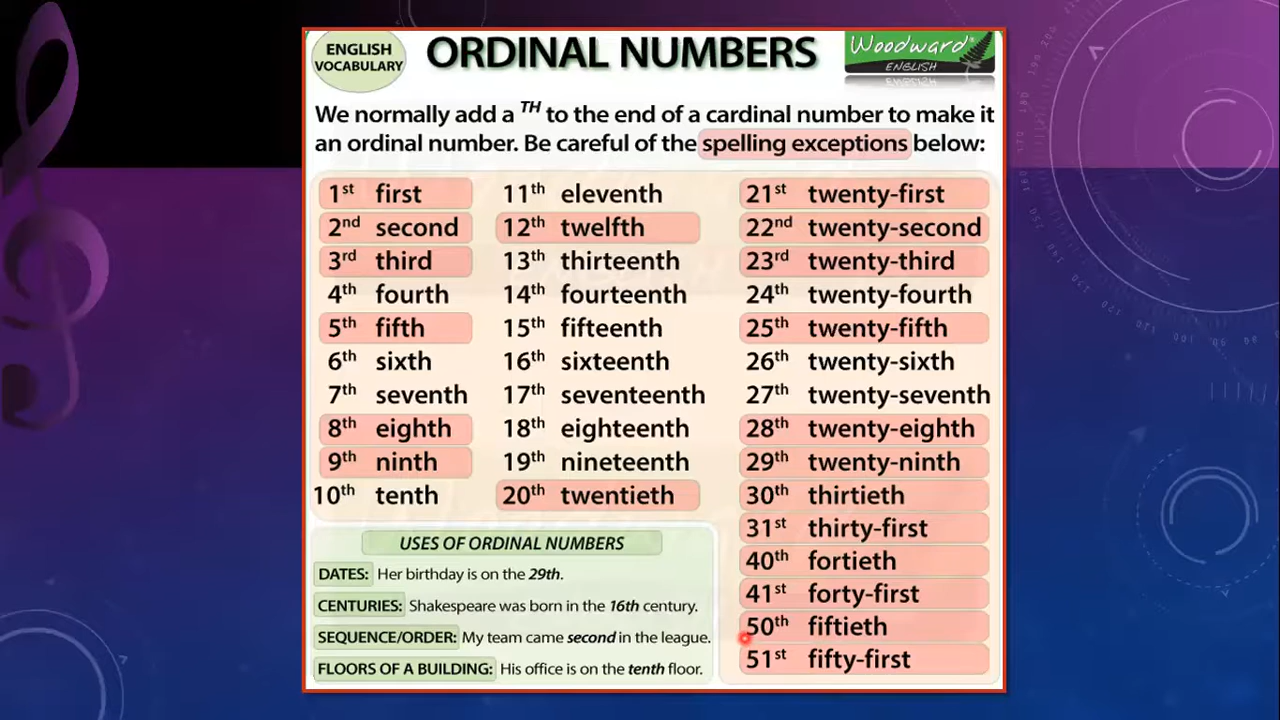 ENGLISH
VOCABULARY
ORDINAL NUMBERS
Woodward®
ENGLISH
We normally add a TH to the end of a cardinal number to make it
an ordinal number. Be careful of the spelling exceptions below:
1st first
2nd second
3rd third
4th fourth
5th fifth
6th sixth
7th seventh
8th eighth
9th ninth
10th tenth
11th eleventh
12th twelfth
13th thirteenth
14th fourteenth
15th fifteenth
16th sixteenth
17th seventeenth
18th eighteenth
19th nineteenth
20th twentieth
21st twenty-first
22nd twenty-second
23rd twenty-third
24th twenty-fourth
25th twenty-fifth
26th twenty-sixth
27th twenty-seventh
28th twenty-eighth
29th twenty-ninth
30th thirtieth
31st thirty-first
40th fortieth
41st forty-first
50th fiftieth
51st fifty-first
USES OF ORDINAL NUMBERS
DATES: Her birthday is on the 29th.
CENTURIES: Shakespeare was born in the 16th century.
SEQUENCE/ORDER: My team came second in the league.
FLOORS OF A BUILDING: His office is on the tenth floor.